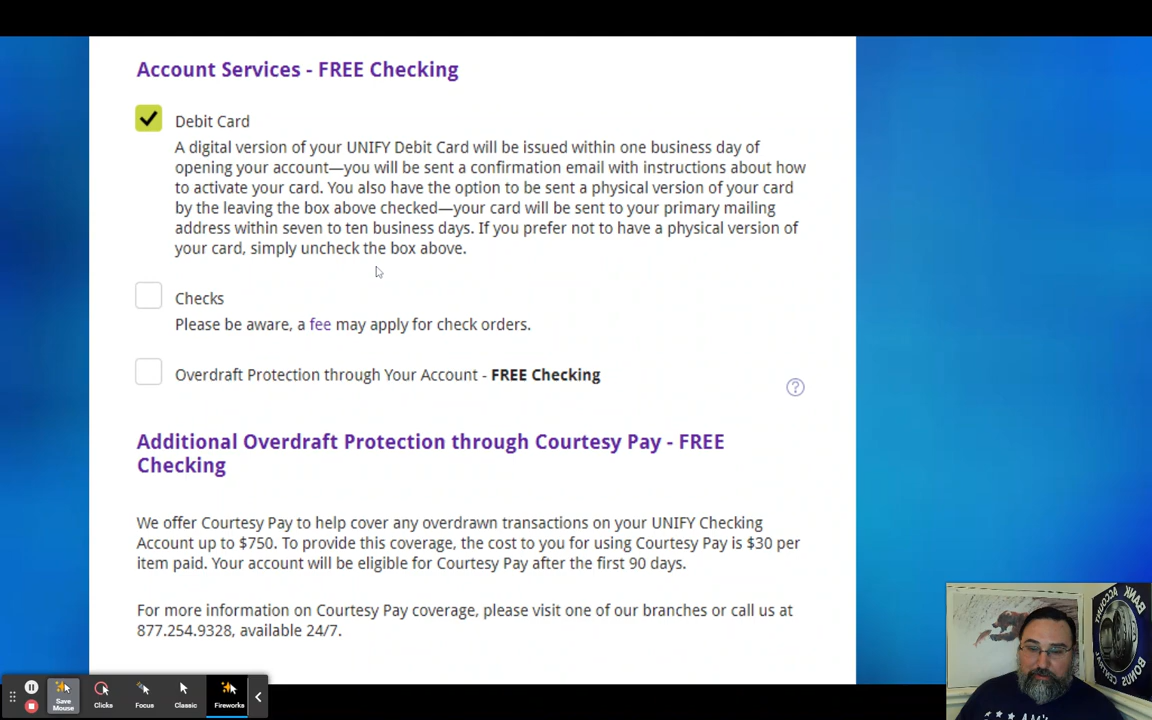 Account Services - FREE Checking
Debit Card
A digital version of your UNIFY Debit Card will be issued within one business day of
opening your account—you will be sent a confirmation email with instructions about how
to activate your card. You also have the option to be sent a physical version of your card
by the leaving the box above checked—your card will be sent to your primary mailing
address within seven to ten business days. If you prefer not to have a physical version of
your card, simply uncheck the box above.
Checks
Please be aware, a fee may apply for check orders.
Overdraft Protection through Your Account - FREE Checking
?
Additional Overdraft Protection through Courtesy Pay - FREE
Checking
We offer Courtesy Pay to help cover any overdrawn transactions on your UNIFY Checking
Account up to $750. To provide this coverage, the cost to you for using Courtesy Pay is $30 per
item paid. Your account will be eligible for Courtesy Pay after the first 90 days.
For more information on Courtesy Pay coverage, please visit one of our branches or call us at
877.254.9328, available 24/7.
Save
Mouse
Clicks
Focus
Classic
Fireworks
BANK ACCOUNT
BONUS CENTRAL